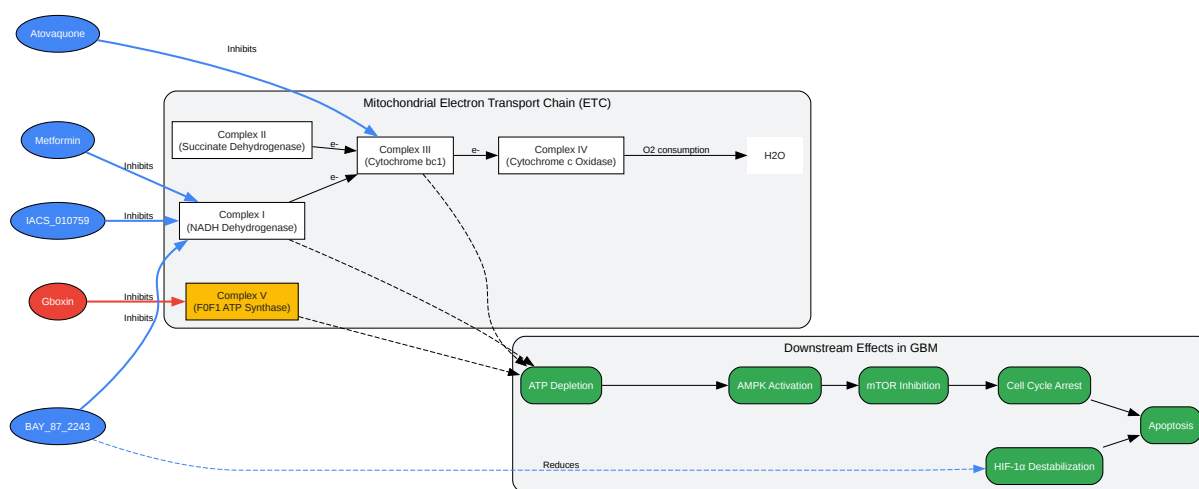 Atovaquone
Inhibits
Mitochondrial Electron Transport Chain (ETC)
Complex II
(Succinate Dehydrogenase)
e-
Complex III
(Cytochrome bc1)
e-
Complex IV
(Cytochrome c Oxidase)
O2 consumption
H2O
Metformin
Inhibits
e-
IACS_010759
Inhibits
Complex I
(NADH Dehydrogenase)
Gboxin
Inhibits
Complex V
(F0F1 ATP Synthase)
Inhibits
Downstream Effects in GBM
ATP Depletion
AMPK Activation
mTOR Inhibition
Cell Cycle Arrest
Apoptosis
BAY_87_2243
Reduces
HIF-1α Destabilization